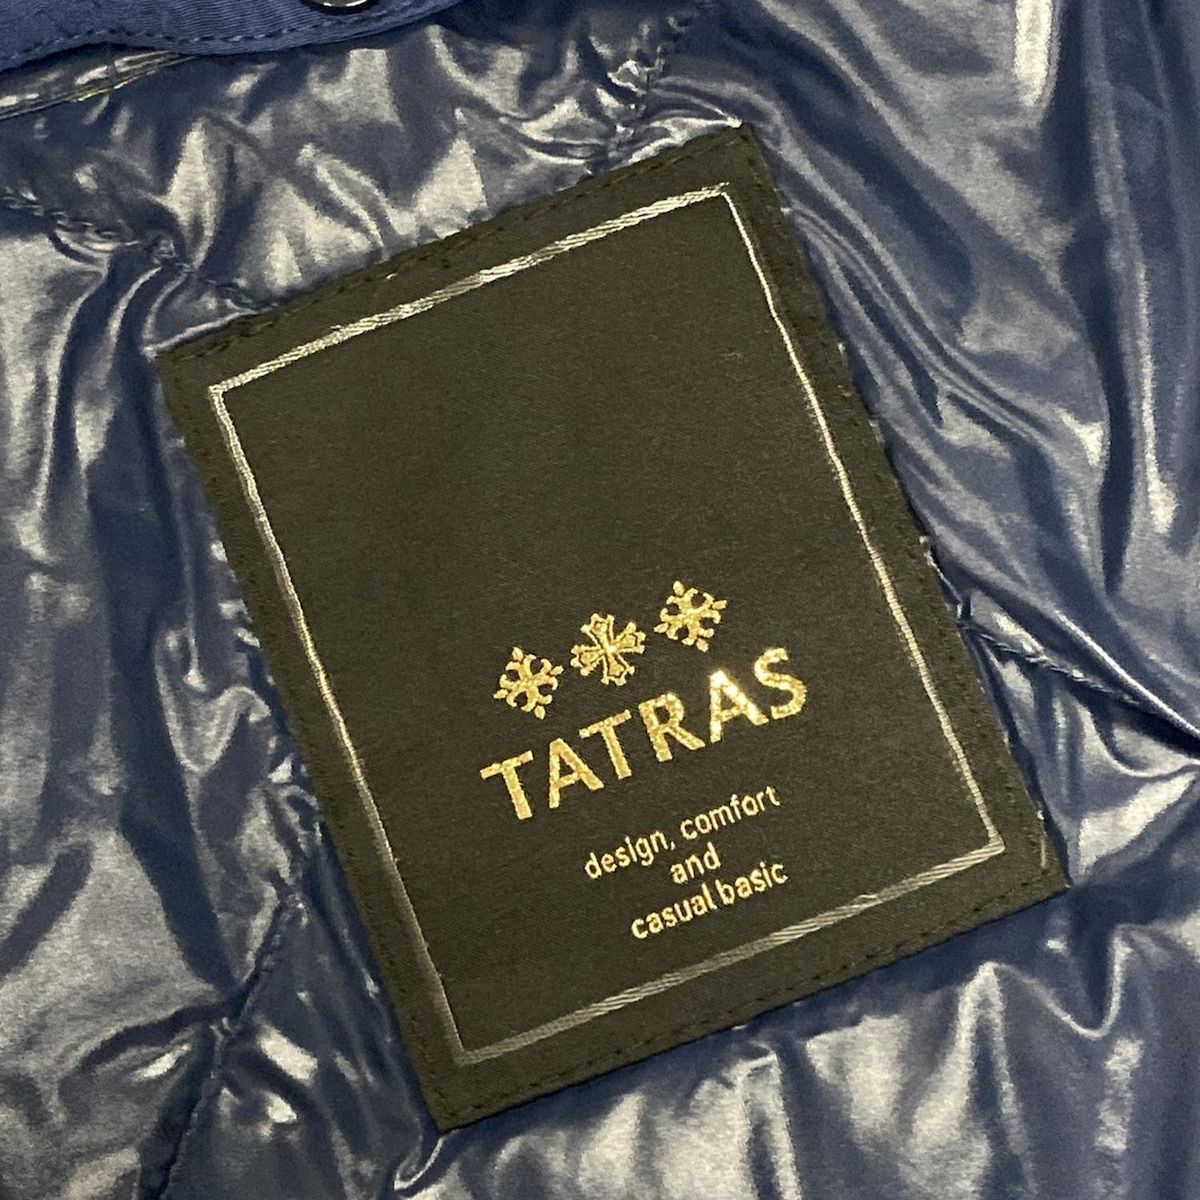 TATRAS
design, comfort
and
casual basic